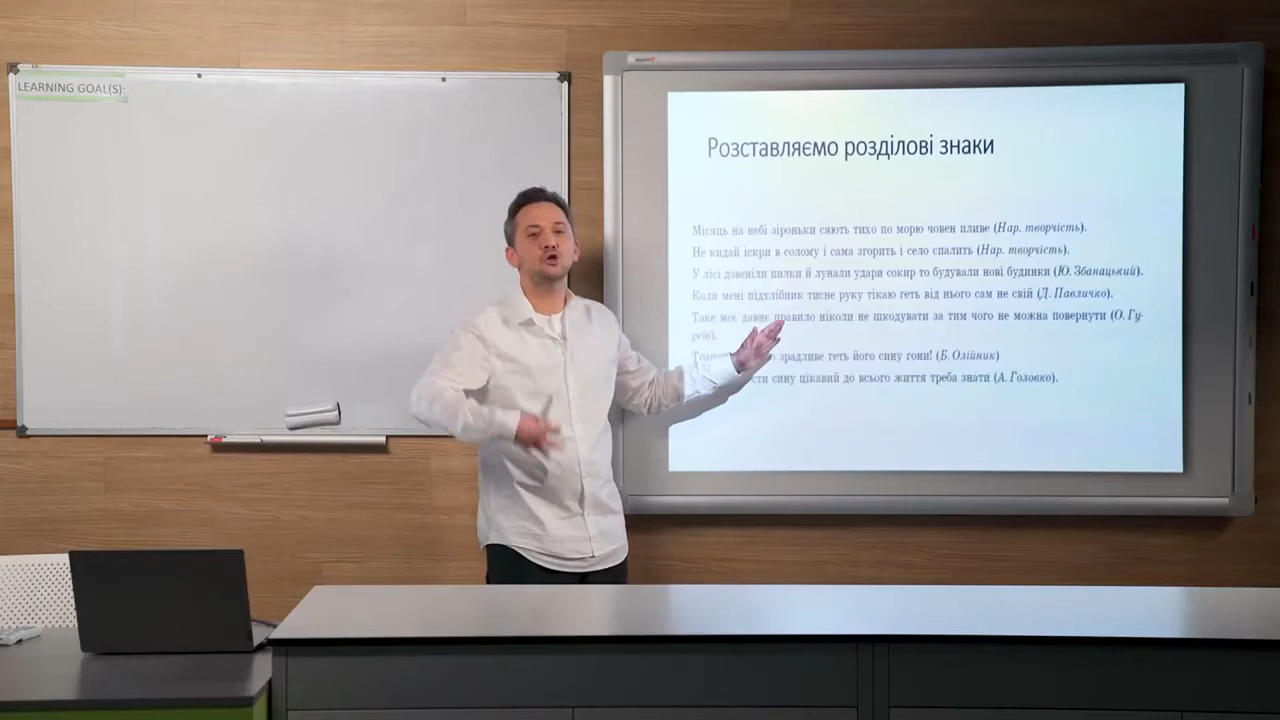 LEARNING GOAL(S):
Розставляємо розділові знаки
Місяць на небі зіроньки сяють тихо по морю човен пливе (Нар. творчість).
Не кидай іскри в солому і сама згорить і село спалить (Нар. творчість).
У лісі дзвеніли пилки й лунали удари сокир то будували нові будинки (Ю. Збанацький).
Коли мені підхлібник тисне руку тікаю геть від нього сам не свій (Д. Павличко).
Таке моє давнє правило ніколи не шкодувати за тим чого не можна повернути (О. Гу-
реїв).
зрадливе геть його сину гони! (Б. Олійник)
сину цікавий до всього життя треба знати (А. Головко).